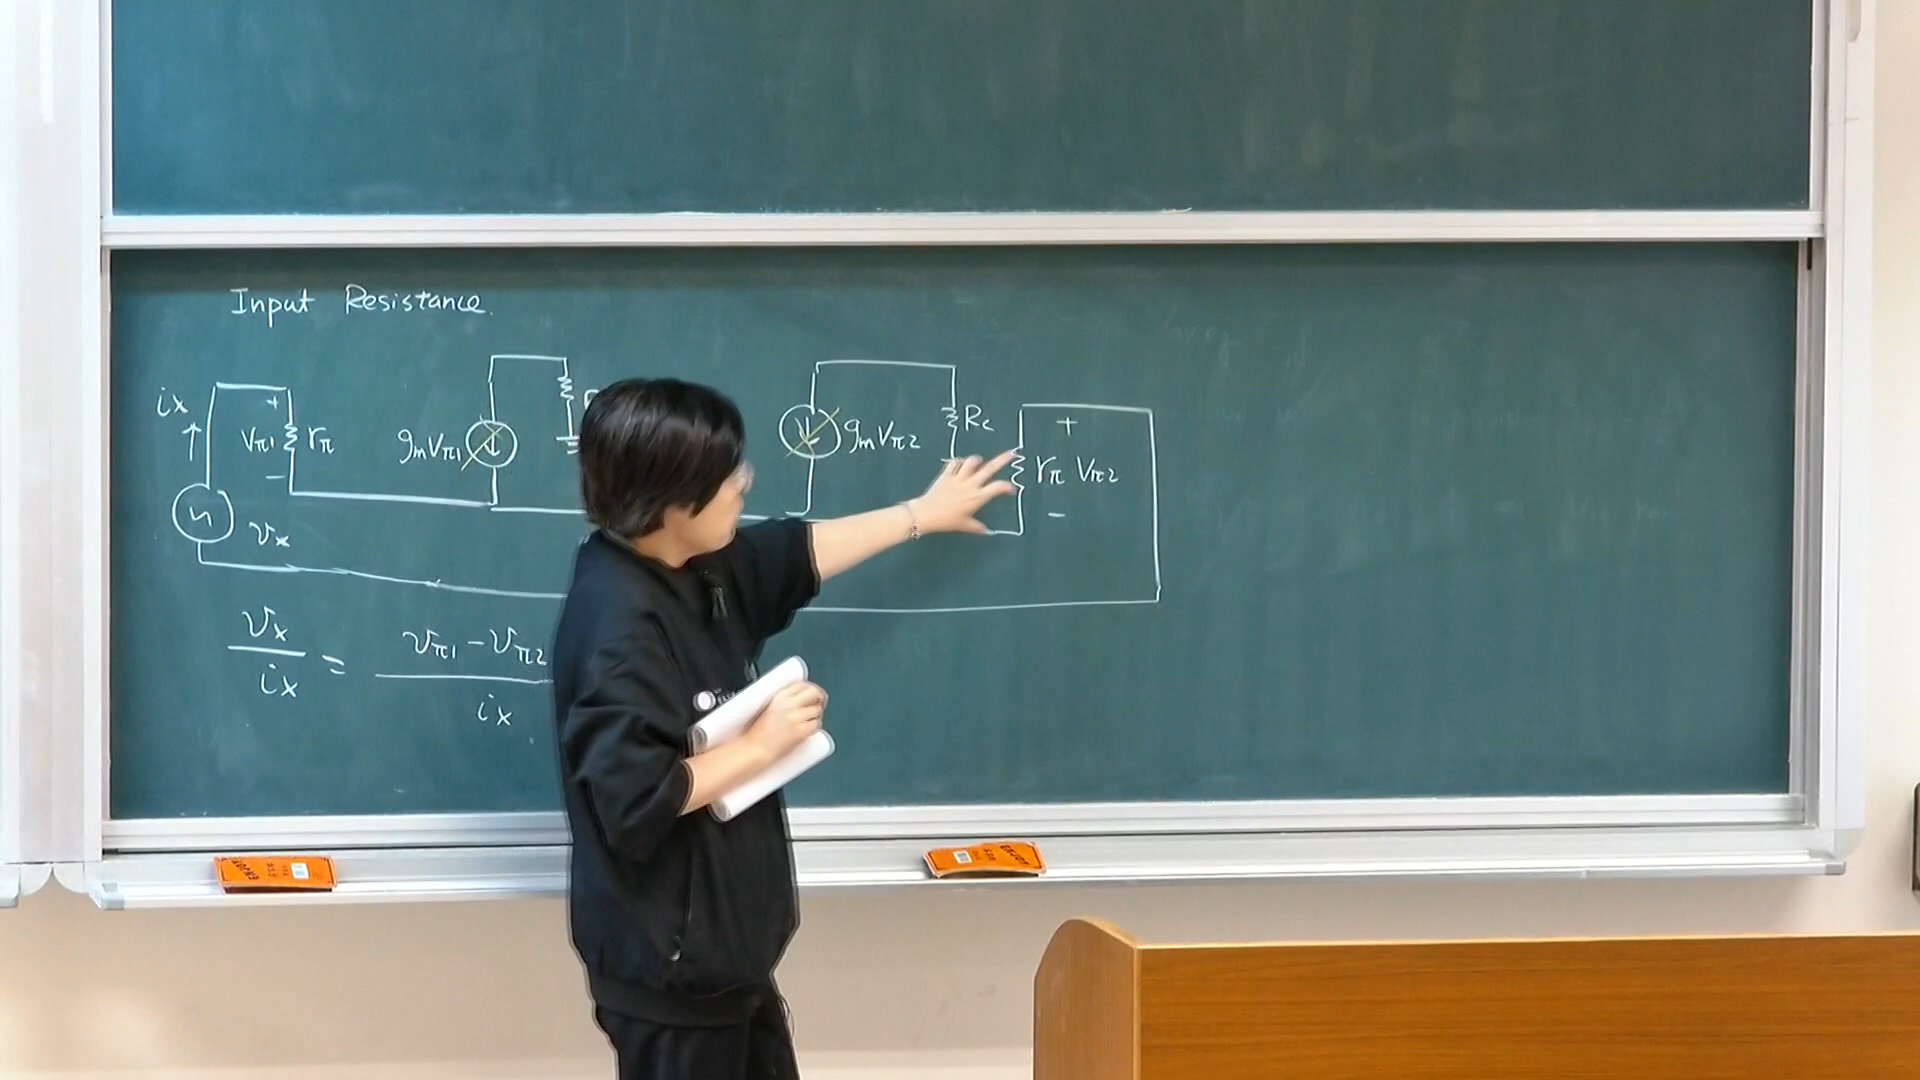 Input Resistance.
ix
+
Vπ1 rπ
−
vx
gmVπ1
gmVπ2
Rc
+
rπ Vπ2
−
vx / ix = vπ1 − vπ2 / ix